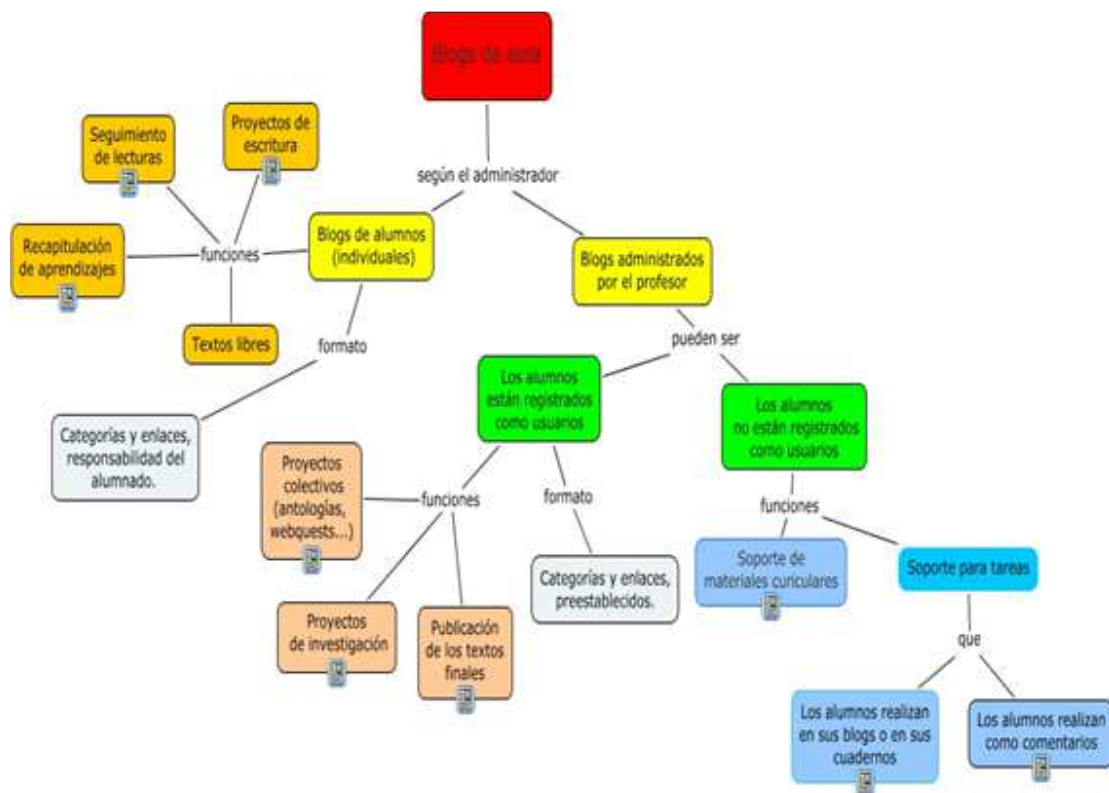 Blogs de aula
según el administrador
Proyectos de
escritura
Seguimiento
de lecturas
Recapitulación
de aprendizajes
funciones
Textos libres
Blogs de alumnos
(individuales)
formato
Categorías y enlaces,
responsabilidad del
alumnado.
Blogs administrados
por el profesor
pueden ser
Los alumnos
están registrados
como usuarios
funciones
Proyectos
colectivos
(antologías,
webquests...)
Proyectos
de investigación
Publicación
de los textos
finales
formato
Categorías y enlaces,
preestablecidos.
Los alumnos
no están registrados
como usuarios
funciones
Soporte de
materiales curiculares
Soporte para tareas
que
Los alumnos realizan
en sus blogs o en sus
cuadernos
Los alumnos realizan
como comentarios